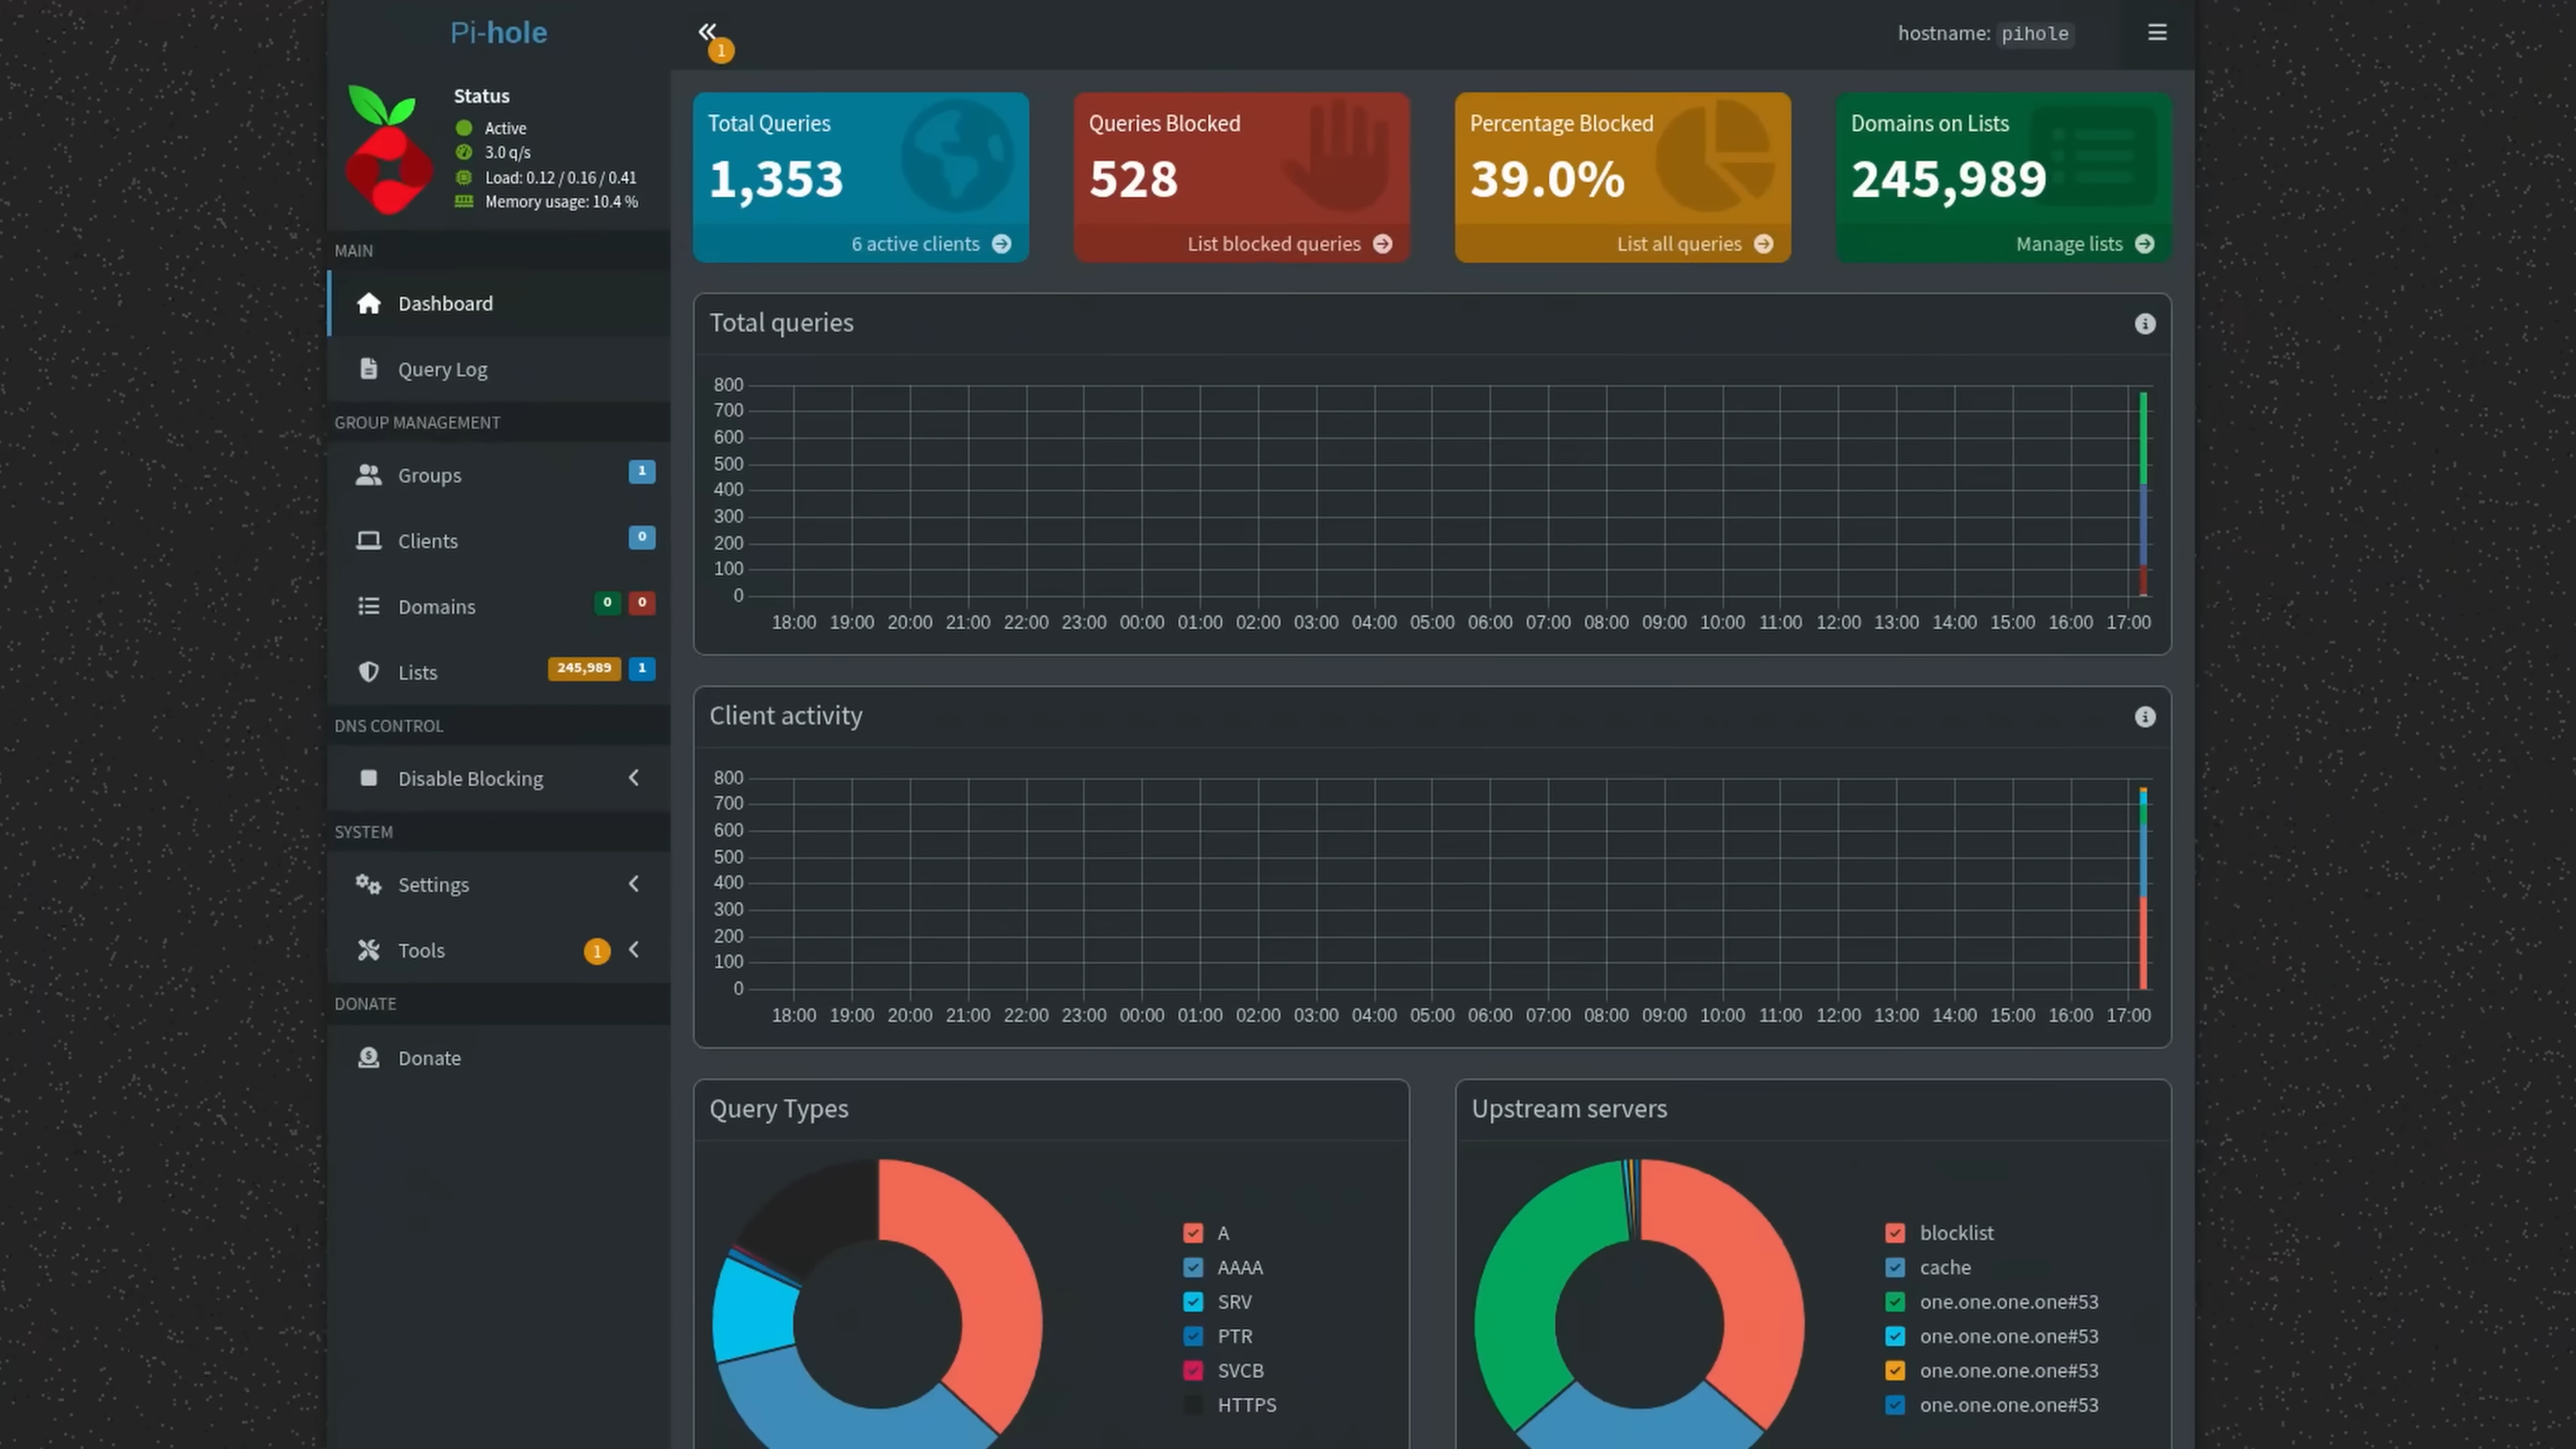 Pi-hole
1
hostname: pihole
Status
Active
3.0 q/s
Load: 0.12 / 0.16 / 0.41
Memory usage: 10.4 %
MAIN
Dashboard
Query Log
GROUP MANAGEMENT
Groups 1
Clients 0
Domains 0 0
Lists 245,989 1
DNS CONTROL
Disable Blocking
SYSTEM
Settings
Tools 1
DONATE
Donate
Total Queries
1,353
6 active clients
Queries Blocked
528
List blocked queries
Percentage Blocked
39.0%
List all queries
Domains on Lists
245,989
Manage lists
Total queries
800
700
600
500
400
300
200
100
0
18:00 19:00 20:00 21:00 22:00 23:00 00:00 01:00 02:00 03:00 04:00 05:00 06:00 07:00 08:00 09:00 10:00 11:00 12:00 13:00 14:00 15:00 16:00 17:00
Client activity
800
700
600
500
400
300
200
100
0
18:00 19:00 20:00 21:00 22:00 23:00 00:00 01:00 02:00 03:00 04:00 05:00 06:00 07:00 08:00 09:00 10:00 11:00 12:00 13:00 14:00 15:00 16:00 17:00
Query Types
A
AAAA
SRV
PTR
SVCB
HTTPS
Upstream servers
blocklist
cache
one.one.one.one#53
one.one.one.one#53
one.one.one.one#53
one.one.one.one#53